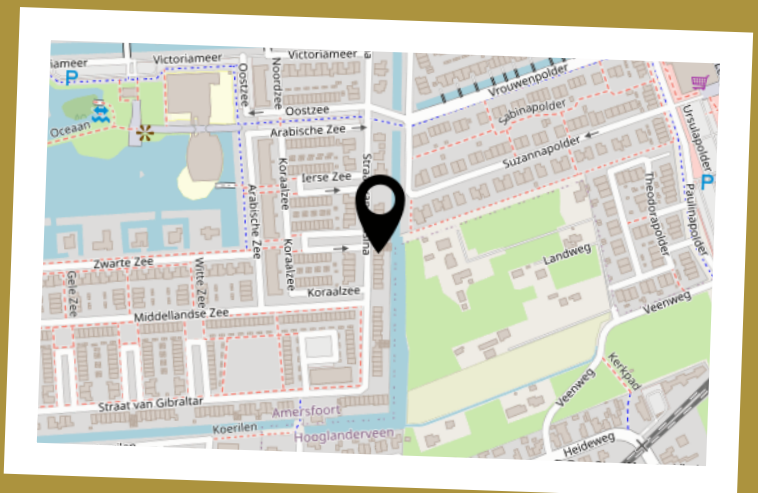 iameer
Victoriameer
Victoriameer
P
Oostzee
Noordzee
Vrouwenpolder
Oostzee
Sabinapolder
Oceaan
Arabische Zee
Ursulapolder
Suzannapolder
Koraalzee
Ierse Zee
P
Theodorapolder
Paulinapolder
Arabische Zee
Koraalzee
Landweg
Zwarte Zee
Gele Zee
Witte Zee
Koraalzee
Veenweg
Middellandse Zee
Kerkpad
Veenweg
Straat van Gibraltar
Amersfoort
Koerilen
Hooglanderveen
Heideweg